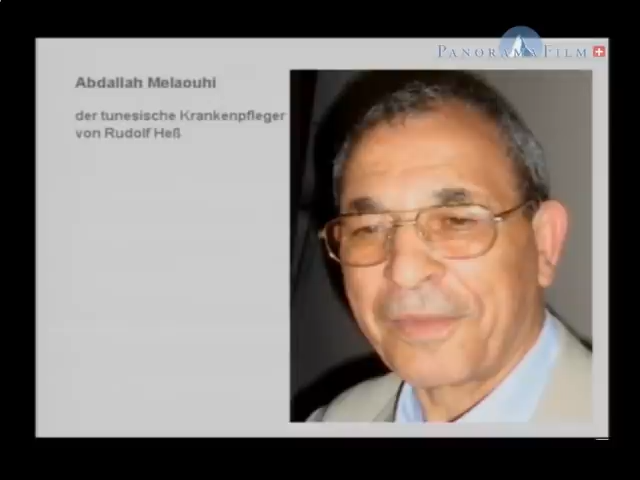 PANORAMA FILM
Abdallah Melaouhi
der tunesische Krankenpfleger
von Rudolf Heß